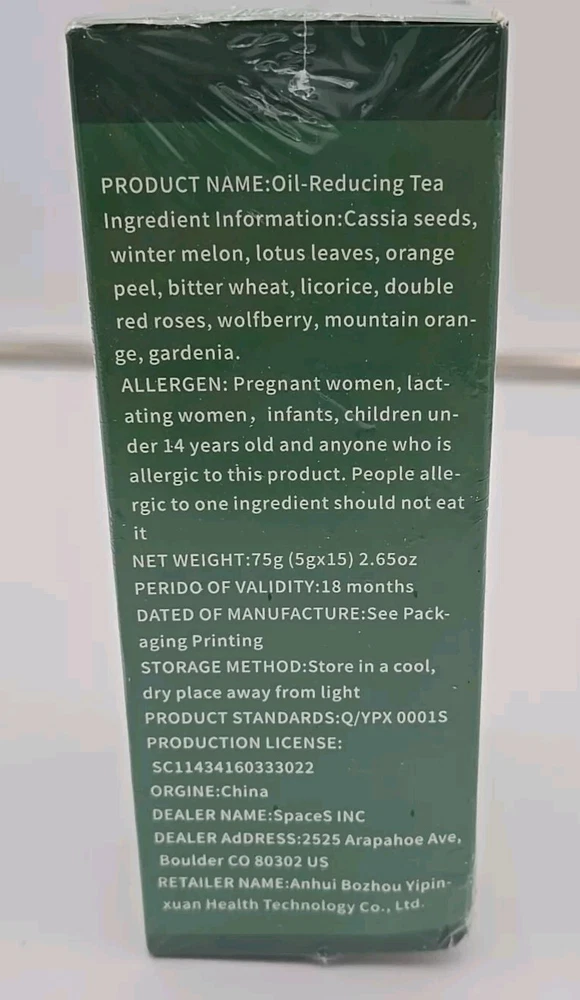 PRODUCT NAME:Oil-Reducing Tea
Ingredient Information:Cassia seeds,
winter melon, lotus leaves, orange
peel, bitter wheat, licorice, double
red roses, wolfberry, mountain oran-
ge, gardenia.
ALLERGEN: Pregnant women, lact-
ating women, infants, children un-
der 14 years old and anyone who is
allergic to this product. People alle-
rgic to one ingredient should not eat
it
NET WEIGHT:75g (5gx15) 2.65oz
PERIDO OF VALIDITY:18 months
DATED OF MANUFACTURE:See Pack-
aging Printing
STORAGE METHOD:Store in a cool,
dry place away from light
PRODUCT STANDARDS:Q/YPX 0001S
PRODUCTION LICENSE:
SC11434160333022
ORGINE:China
DEALER NAME:SpaceS INC
DEALER AdDRESS:2525 Arapahoe Ave,
Boulder CO 80302 US
RETAILER NAME:Anhui Bozhou Yipin-
xuan Health Technology Co., Ltd.